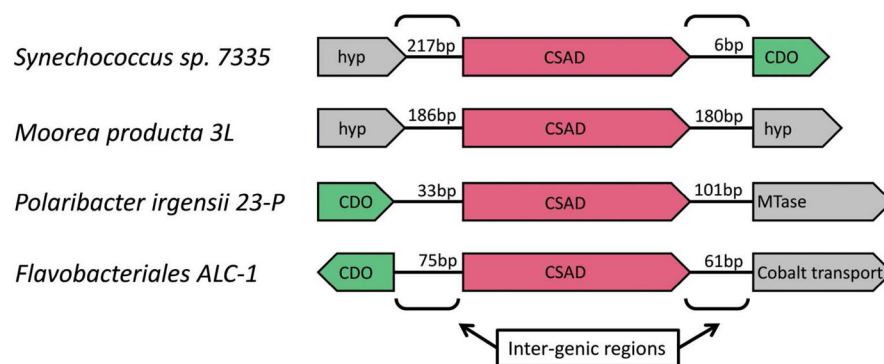 Synechococcus sp. 7335 hyp 217bp CSAD 6bp CDO
Moorea producta 3L hyp 186bp CSAD 180bp hyp
Polaribacter irgensii 23-P CDO 33bp CSAD 101bp MTase
Flavobacteriales ALC-1 CDO 75bp CSAD 61bp Cobalt transport
Inter-genic regions